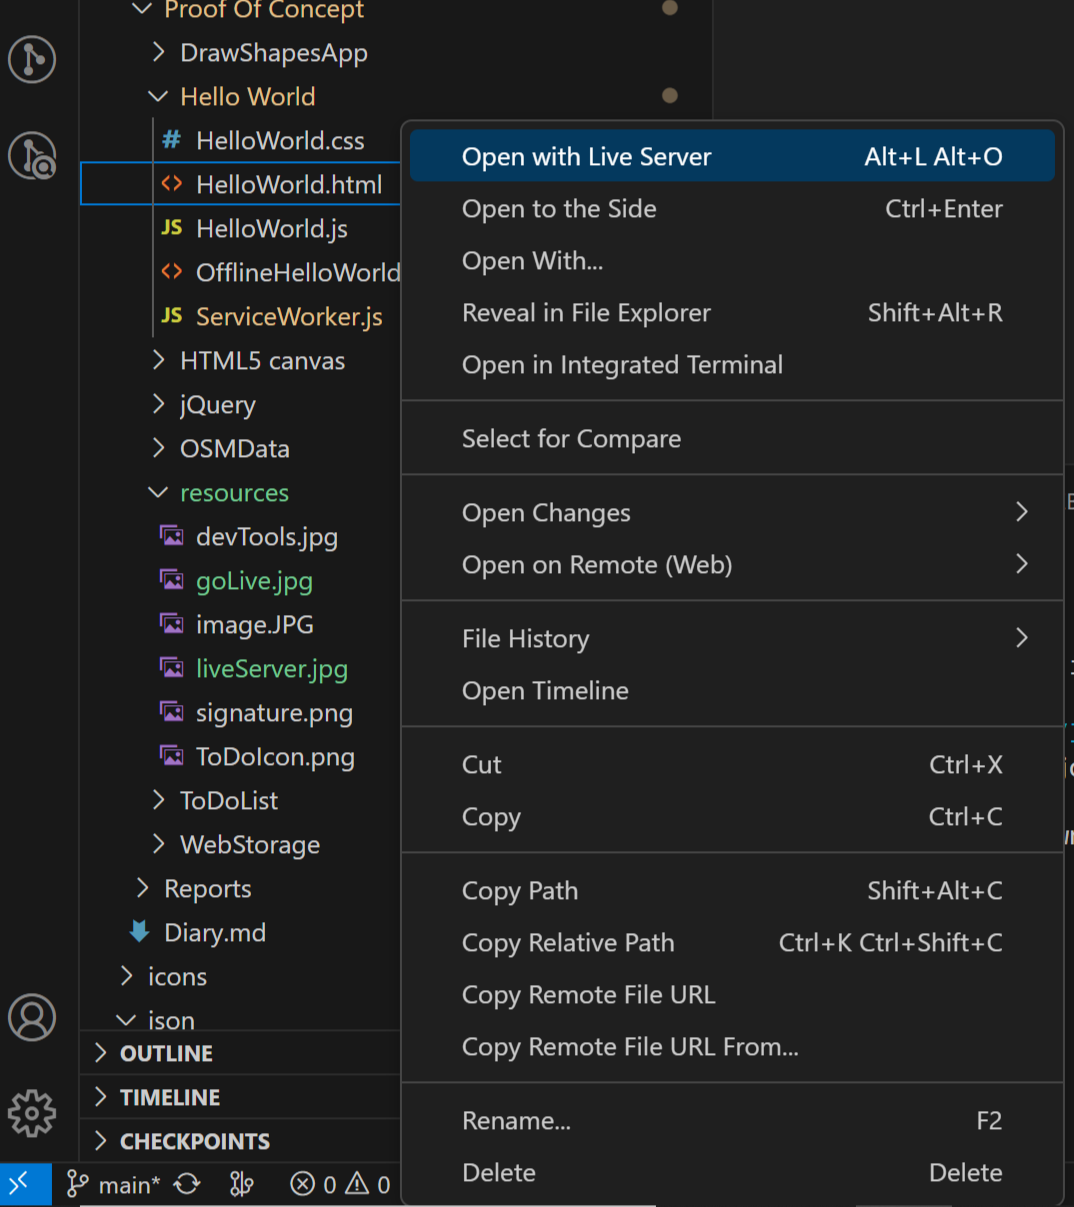 Proof Of Concept
DrawShapesApp
Hello World
# HelloWorld.css
<> HelloWorld.html
JS HelloWorld.js
<> OfflineHelloWorld
JS ServiceWorker.js
HTML5 canvas
jQuery
OSMData
resources
devTools.jpg
goLive.jpg
image.JPG
liveServer.jpg
signature.png
ToDoIcon.png
ToDoList
WebStorage
Reports
Diary.md
icons
json
OUTLINE
TIMELINE
CHECKPOINTS
main* 0 0
Open with Live Server Alt+L Alt+O
Open to the Side Ctrl+Enter
Open With...
Reveal in File Explorer Shift+Alt+R
Open in Integrated Terminal
Select for Compare
Open Changes
Open on Remote (Web)
File History
Open Timeline
Cut Ctrl+X
Copy Ctrl+C
Copy Path Shift+Alt+C
Copy Relative Path Ctrl+K Ctrl+Shift+C
Copy Remote File URL
Copy Remote File URL From...
Rename... F2
Delete Delete